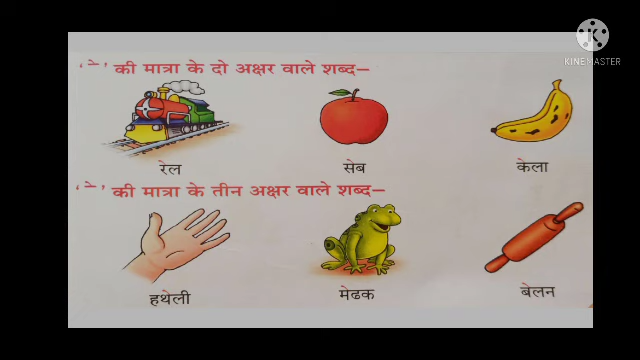 KINEMASTER
'े' की मात्रा के दो अक्षर वाले शब्द–
रेल सेब केला
'े' की मात्रा के तीन अक्षर वाले शब्द–
हथेली मेढक बेलन